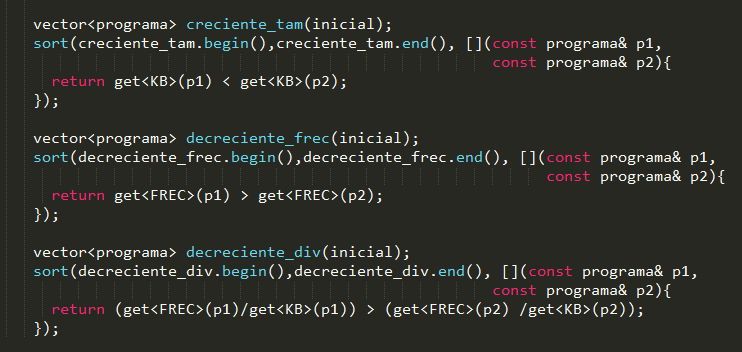 vector<programa> creciente_tam(inicial);
sort(creciente_tam.begin(),creciente_tam.end(), [](const programa& p1,
const programa& p2){
return get<KB>(p1) < get<KB>(p2);
});
vector<programa> decreciente_frec(inicial);
sort(decreciente_frec.begin(),decreciente_frec.end(), [](const programa& p1,
const programa& p2){
return get<FREC>(p1) > get<FREC>(p2);
});
vector<programa> decreciente_div(inicial);
sort(decreciente_div.begin(),decreciente_div.end(), [](const programa& p1,
const programa& p2){
return (get<FREC>(p1)/get<KB>(p1)) > (get<FREC>(p2) /get<KB>(p2));
});